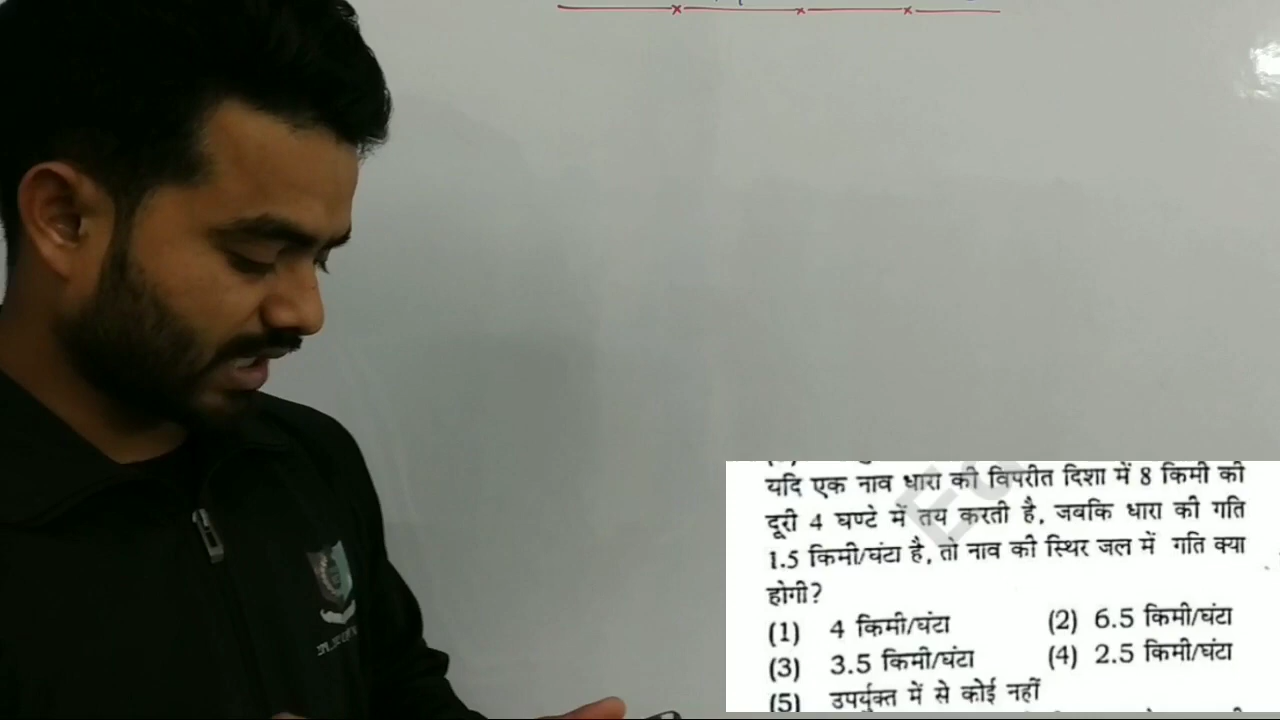 यदि एक नाव धारा की विपरीत दिशा में 8 किमी की
दूरी 4 घण्टे में तय करती है, जबकि धारा की गति
1.5 किमी/घंटा है, तो नाव की स्थिर जल में गति क्या
होगी?
(1) 4 किमी/घंटा (2) 6.5 किमी/घंटा
(3) 3.5 किमी/घंटा (4) 2.5 किमी/घंटा
(5) उपर्युक्त में से कोई नहीं